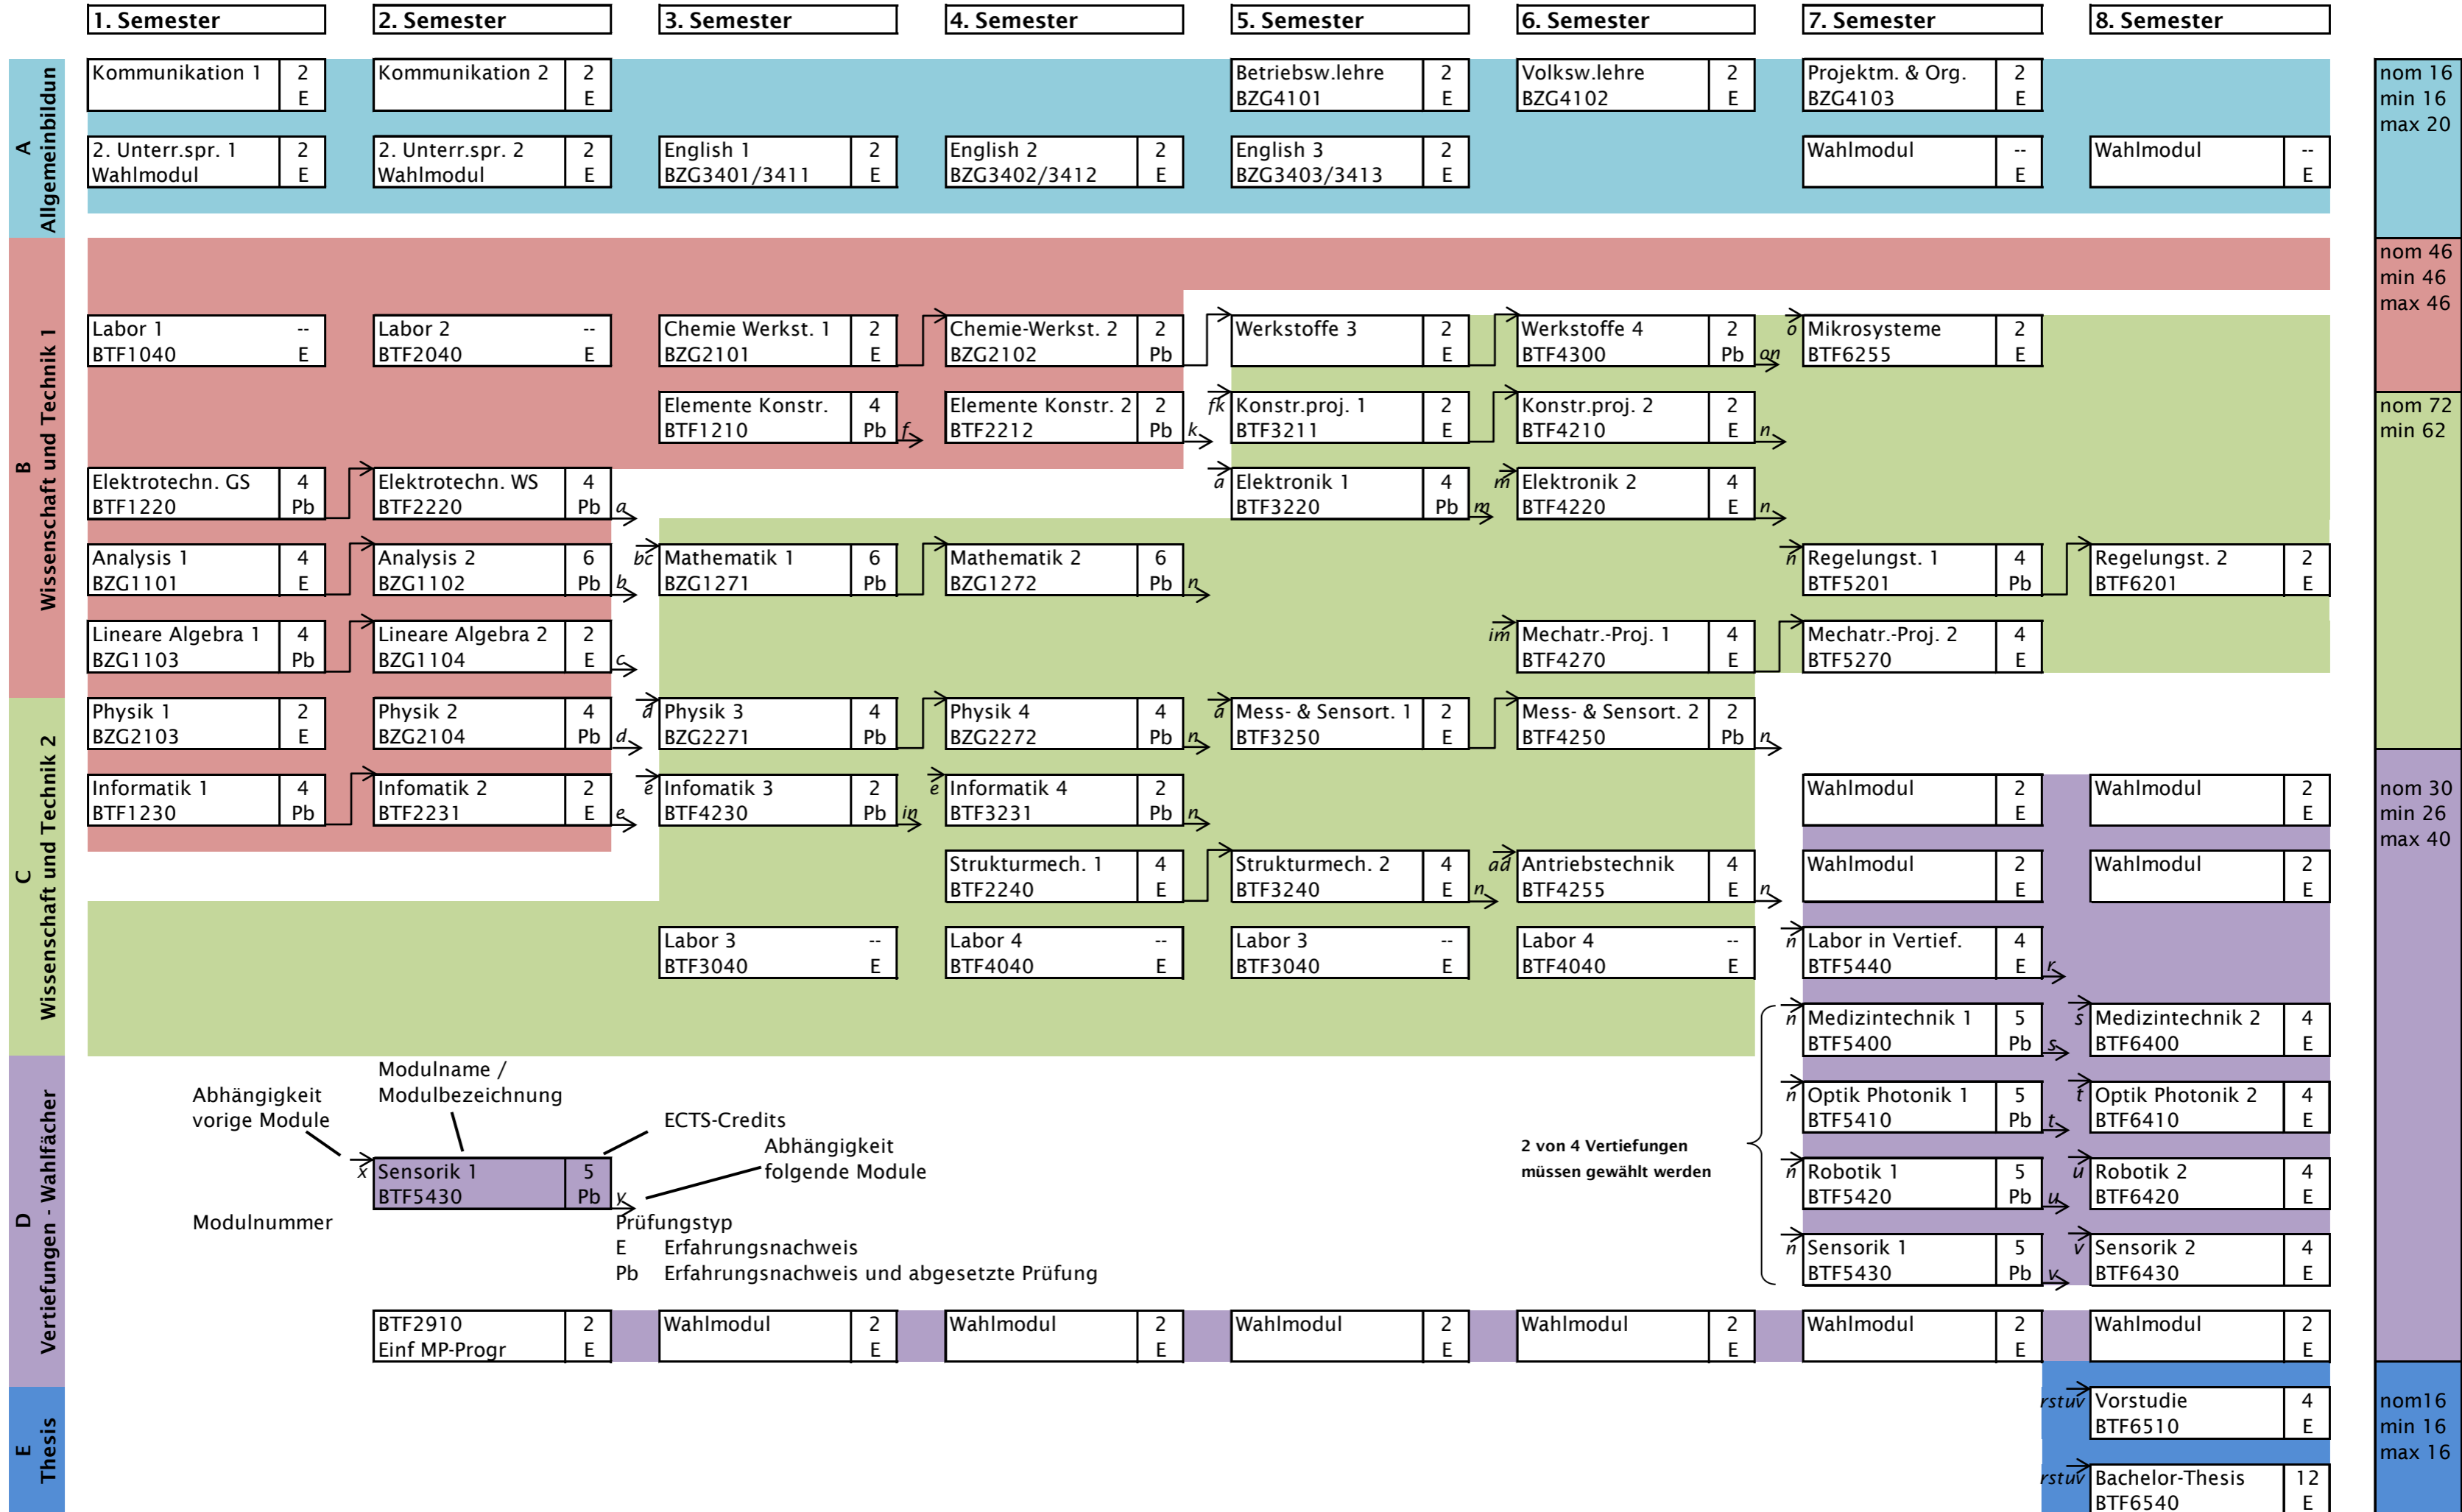 1. Semester
2. Semester
3. Semester
4. Semester
5. Semester
6. Semester
7. Semester
8. Semester
A
Allgemeinbildun
Kommunikation 1 2
E
Kommunikation 2 2
E
Betriebsw.lehre 2
BZG4101 E
Volksw.lehre 2
BZG4102 E
Projektm. & Org. 2
BZG4103 E
nom 16
min 16
max 20
2. Unterr.spr. 1 2
Wahlmodul E
2. Unterr.spr. 2 2
Wahlmodul E
English 1 2
BZG3401/3411 E
English 2 2
BZG3402/3412 E
English 3 2
BZG3403/3413 E
Wahlmodul --
E
Wahlmodul --
E
B
Wissenschaft und Technik 1
nom 46
min 46
max 46
Labor 1 --
BTF1040 E
Labor 2 --
BTF2040 E
Chemie Werkst. 1 2
BZG2101 E
Chemie-Werkst. 2 2
BZG2102 Pb
Werkstoffe 3 2
E
Werkstoffe 4 2
BTF4300 Pb on
o Mikrosysteme 2
BTF6255 E
Elemente Konstr. 4
BTF1210 Pb f
Elemente Konstr. 2 2
BTF2212 Pb k
fk Konstr.proj. 1 2
BTF3211 E
Konstr.proj. 2 2
BTF4210 E n
nom 72
min 62
Elektrotechn. GS 4
BTF1220 Pb
Elektrotechn. WS 4
BTF2220 Pb a
a Elektronik 1 4
BTF3220 Pb m
m Elektronik 2 4
BTF4220 E n
Analysis 1 4
BZG1101 E
Analysis 2 6
BZG1102 Pb b
bc Mathematik 1 6
BZG1271 Pb
Mathematik 2 6
BZG1272 Pb n
n Regelungst. 1 4
BTF5201 Pb
Regelungst. 2 2
BTF6201 E
Lineare Algebra 1 4
BZG1103 Pb
Lineare Algebra 2 2
BZG1104 E c
im Mechatr.-Proj. 1 4
BTF4270 E
Mechatr.-Proj. 2 4
BTF5270 E
C
Wissenschaft und Technik 2
Physik 1 2
BZG2103 E
Physik 2 4
BZG2104 Pb d
d Physik 3 4
BZG2271 Pb
Physik 4 4
BZG2272 Pb n
a Mess- & Sensort. 1 2
BTF3250 E
Mess- & Sensort. 2 2
BTF4250 Pb n
Informatik 1 4
BTF1230 Pb
Infomatik 2 2
BTF2231 E e
e Infomatik 3 2
BTF4230 Pb in
e Informatik 4 2
BTF3231 Pb n
Wahlmodul 2
E
Wahlmodul 2
E
nom 30
min 26
max 40
Strukturmech. 1 4
BTF2240 E
Strukturmech. 2 4
BTF3240 E n
ad Antriebstechnik 4
BTF4255 E n
Wahlmodul 2
E
Wahlmodul 2
E
Labor 3 --
BTF3040 E
Labor 4 --
BTF4040 E
Labor 3 --
BTF3040 E
Labor 4 --
BTF4040 E
n Labor in Vertief. 4
BTF5440 E r
n Medizintechnik 1 5
BTF5400 Pb s
s Medizintechnik 2 4
BTF6400 E
D
Vertiefungen - Wahlfächer
Abhängigkeit
vorige Module
Modulname /
Modulbezeichnung
ECTS-Credits
Abhängigkeit
folgende Module
x Sensorik 1 5
BTF5430 Pb y
Modulnummer
Prüfungstyp
E Erfahrungsnachweis
Pb Erfahrungsnachweis und abgesetzte Prüfung
2 von 4 Vertiefungen
müssen gewählt werden
n Optik Photonik 1 5
BTF5410 Pb t
t Optik Photonik 2 4
BTF6410 E
n Robotik 1 5
BTF5420 Pb u
u Robotik 2 4
BTF6420 E
n Sensorik 1 5
BTF5430 Pb v
v Sensorik 2 4
BTF6430 E
BTF2910 2
Einf MP-Progr E
Wahlmodul 2
E
Wahlmodul 2
E
Wahlmodul 2
E
Wahlmodul 2
E
Wahlmodul 2
E
Wahlmodul 2
E
E
Thesis
rstuv Vorstudie 4
BTF6510 E
nom16
min 16
max 16
rstuv Bachelor-Thesis 12
BTF6540 E